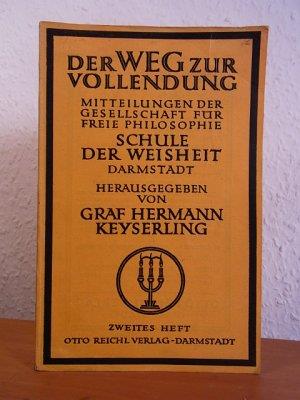 DER WEG ZUR
VOLLENDUNG
MITTEILUNGEN DER
GESELLSCHAFT FÜR
FREIE PHILOSOPHIE
SCHULE
DER WEISHEIT
DARMSTADT
HERAUSGEGEBEN
VON
GRAF HERMANN
KEYSERLING
ZWEITES HEFT
OTTO REICHL VERLAG-DARMSTADT